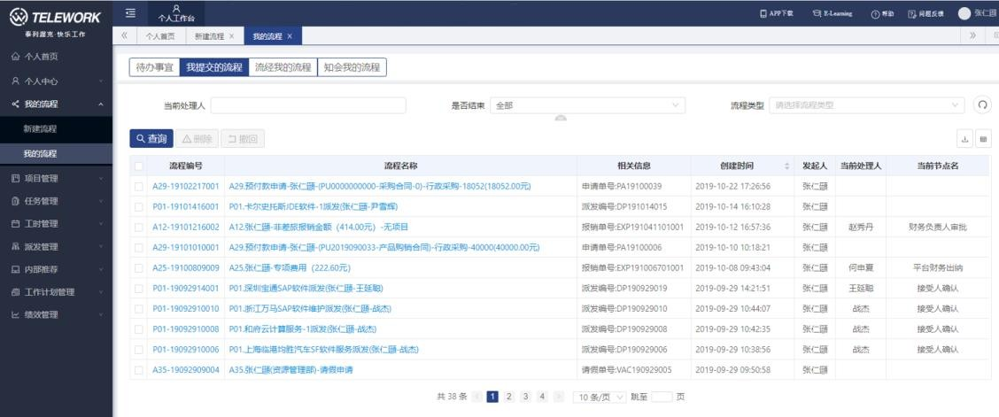 TELEWORK
泰列渥克·快乐工作
个人工作台
APP下载
E-Learning
帮助
问题反馈
张仁頤
个人首页
新建流程 ×
我的流程 ×
个人首页
个人中心
我的流程
新建流程
我的流程
项目管理
任务管理
工时管理
派发管理
内部推荐
工作计划管理
绩效管理
待办事宜
我提交的流程
流经我的流程
知会我的流程
当前处理人
是否结束
全部
流程类型
请选择流程类型
查询
删除
撤回
流程编号 流程名称 相关信息 创建时间 发起人 当前处理人 当前节点名
A29-19102217001 A29.预付款申请-张仁頤-(PU0000000000-采购合同-0)-行政采购-18052(18052.00元) 申请单号:PA19100039 2019-10-22 17:26:56 张仁頤
P01-19101416001 P01.卡尔史托斯JDE软件-1派发(张仁頤-尹雪辉) 派发编号:DP191014015 2019-10-14 16:10:28 张仁頤
A12-19101216002 A12.张仁頤-非差旅报销金额（414.00元）-无项目 报销单号:EXP191041101001 2019-10-12 16:57:36 张仁頤 赵秀丹 财务负责人审批
A29-19101010001 A29.预付款申请-张仁頤-(PU2019090033-产品购销合同)-行政采购-40000(40000.00元) 申请单号:PA19100006 2019-10-10 10:18:21 张仁頤
A25-19100809009 A25.张仁頤-专项费用（222.60元） 报销单号:EXP191006701001 2019-10-08 09:43:04 张仁頤 何申夏 平台财务出纳
P01-19092914001 P01.深圳宝通SAP软件派发(张仁頤-王延聪) 派发编号:DP190929019 2019-09-29 14:21:51 张仁頤 王延聪 接受人确认
P01-19092910010 P01.浙江万马SAP软件维护派发(张仁頤-战杰) 派发编号:DP190929010 2019-09-29 10:44:07 张仁頤 战杰 接受人确认
P01-19092910008 P01.和府云计算服务-1派发(张仁頤-战杰) 派发编号:DP190929008 2019-09-29 10:42:35 张仁頤 战杰 接受人确认
P01-19092910006 P01.上海临港均胜汽车SF软件服务派发(张仁頤-战杰) 派发编号:DP190929006 2019-09-29 10:38:56 张仁頤 战杰 接受人确认
A35-19092909004 A35.张仁頤(资源管理部)-请假申请 请假单号:VAC190929005 2019-09-29 09:50:58 张仁頤
共 38 条 < 1 2 3 4 > 10 条/页 跳至 页